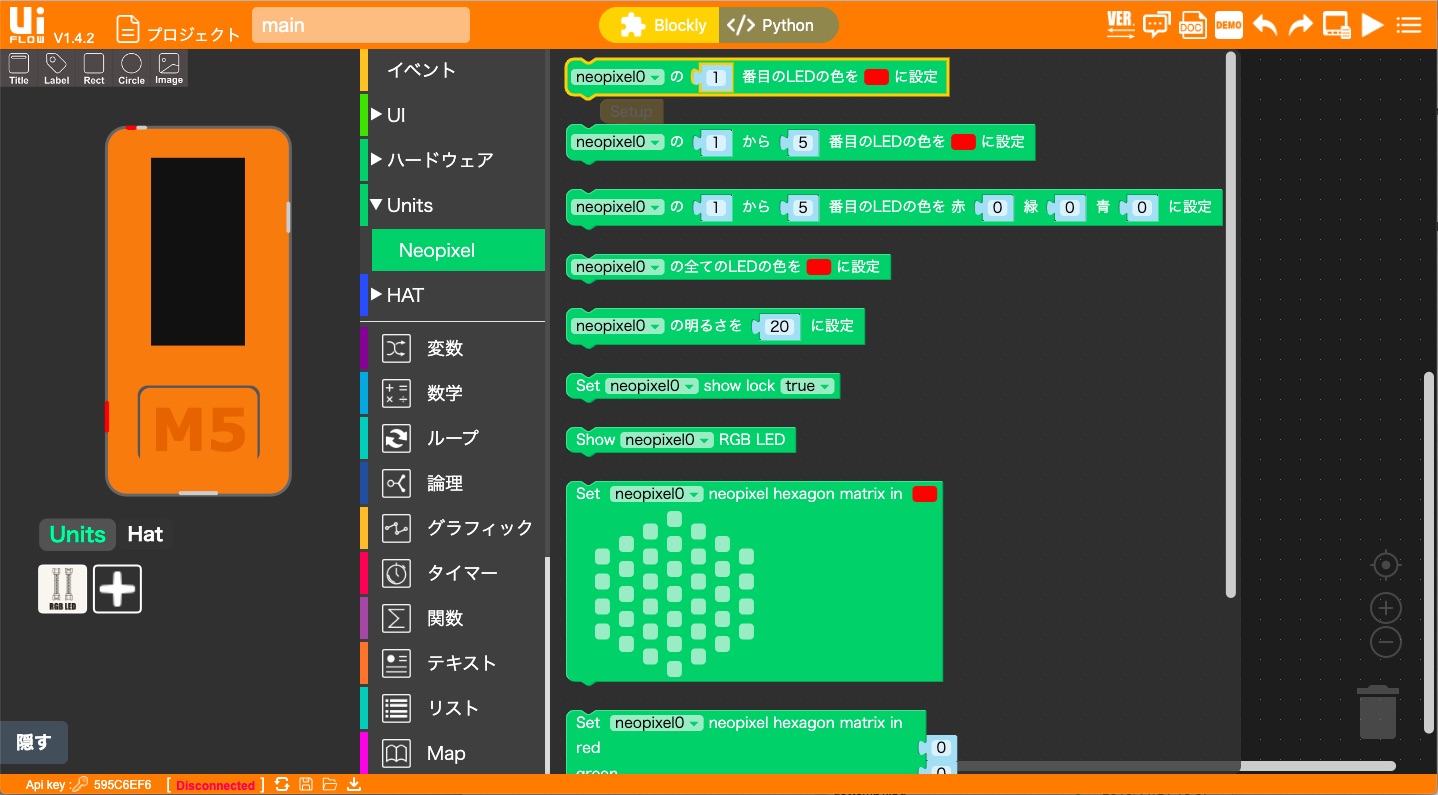 Ui FLOW V1.4.2
プロジェクト
main
Blockly
Python
VER.
DOC
DEMO
Title Label Rect Circle Image
M5
Units Hat
RGB LED
隠す
イベント
UI
ハードウェア
Units
Neopixel
HAT
変数
数学
ループ
論理
グラフィック
タイマー
関数
テキスト
リスト
Map
neopixel0 の 1 番目のLEDの色を に設定
Setup
neopixel0 の 1 から 5 番目のLEDの色を に設定
neopixel0 の 1 から 5 番目のLEDの色を 赤 0 緑 0 青 0 に設定
neopixel0 の全てのLEDの色を に設定
neopixel0 の明るさを 20 に設定
Set neopixel0 show lock true
Show neopixel0 RGB LED
Set neopixel0 neopixel hexagon matrix in
Set neopixel0 neopixel hexagon matrix in
red 0
green 0
Api key : 595C6EF6 [ Disconnected ]